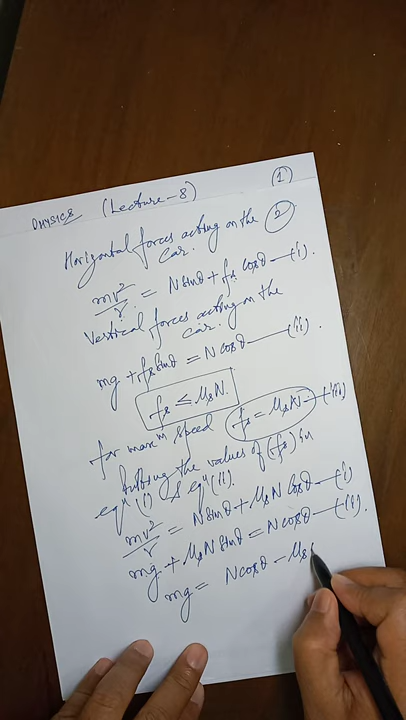 PHYSICS (Lecture-8) (1)
Horizontal forces acting on the (2)
car.
mv²/r = N sinθ + fs cosθ —(i).
Vertical forces acting on the
car.
mg + fs sinθ = N cosθ —(ii).
fs ≤ μsN.
for maxᵐ speed fs = μsN —(iii)
Putting the values of (fs) in
eqⁿ (i) & eqⁿ (ii).
mv²/r = N sinθ + μsN cosθ —(i)
mg + μsN sinθ = N cosθ —(ii).
mg = N cosθ - μs